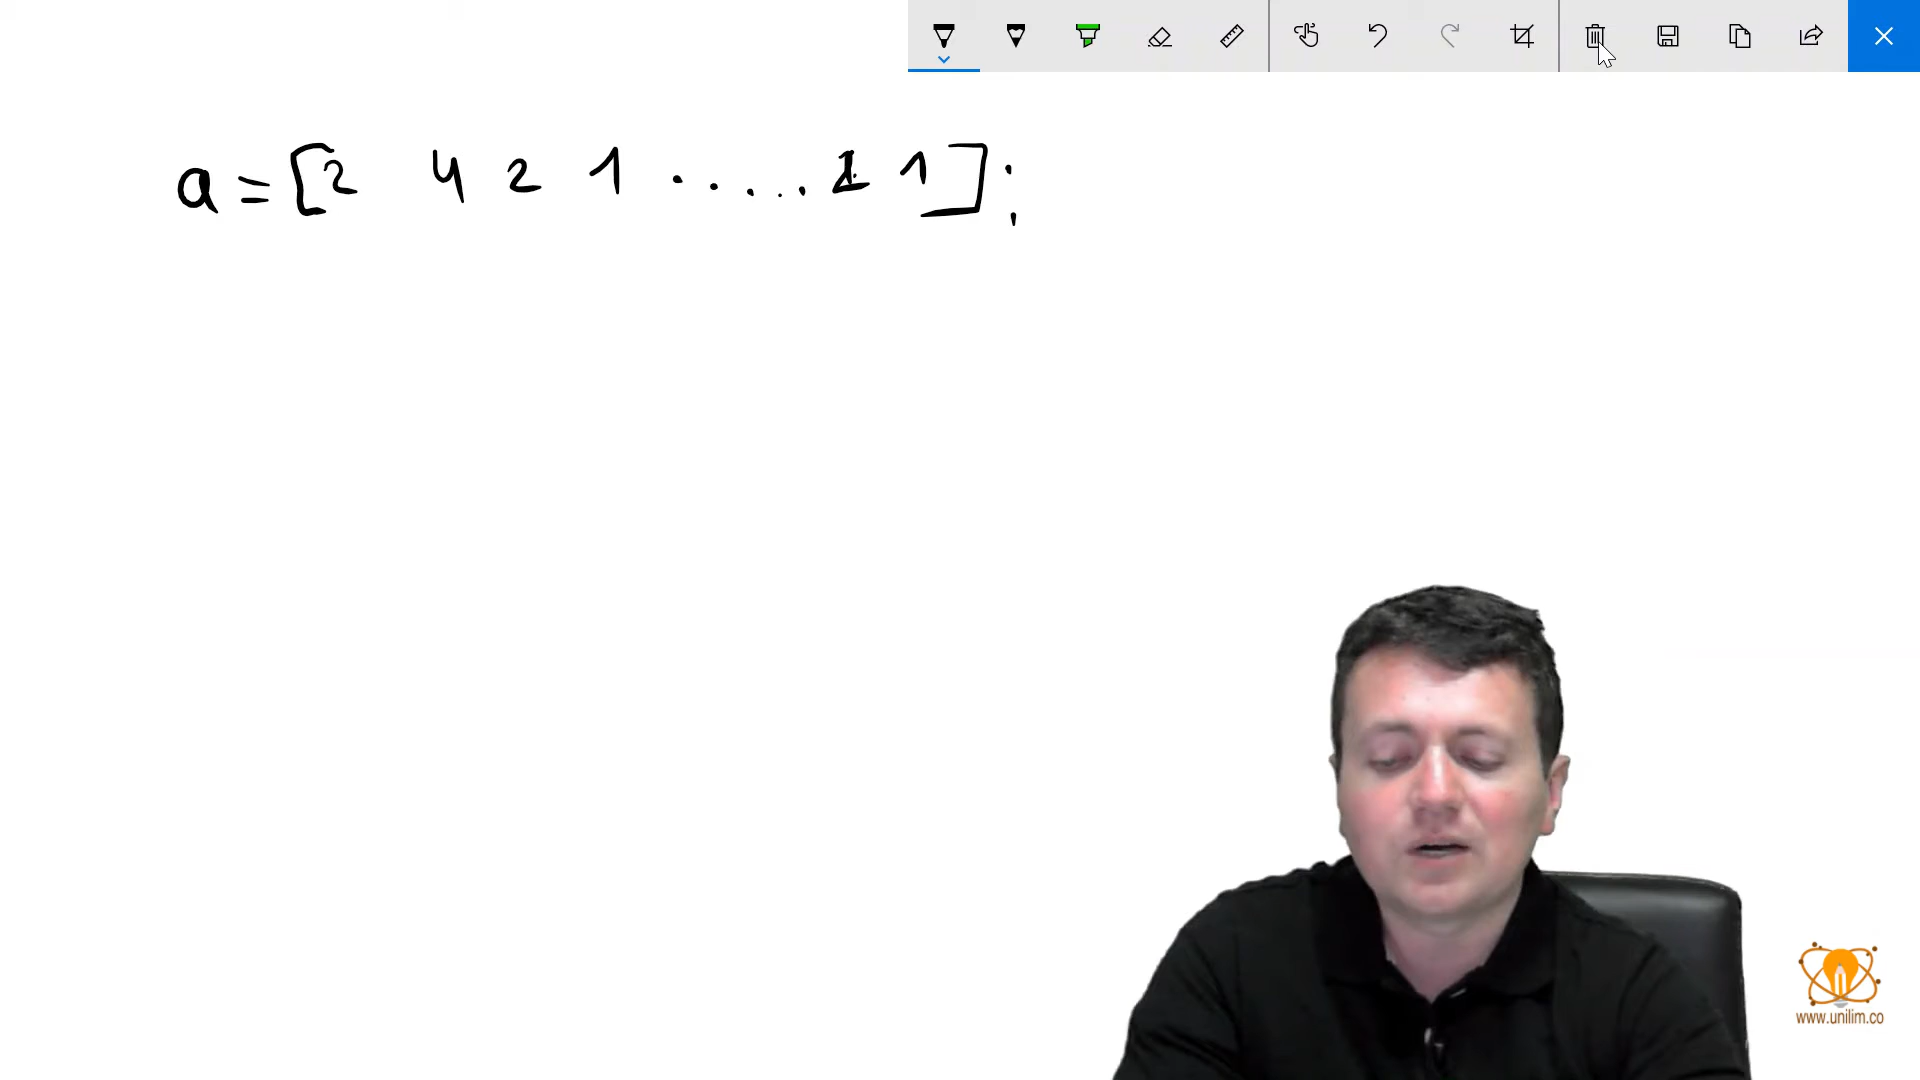 a = [2 4 2 1 ..... 1 1];
www.unilim.co